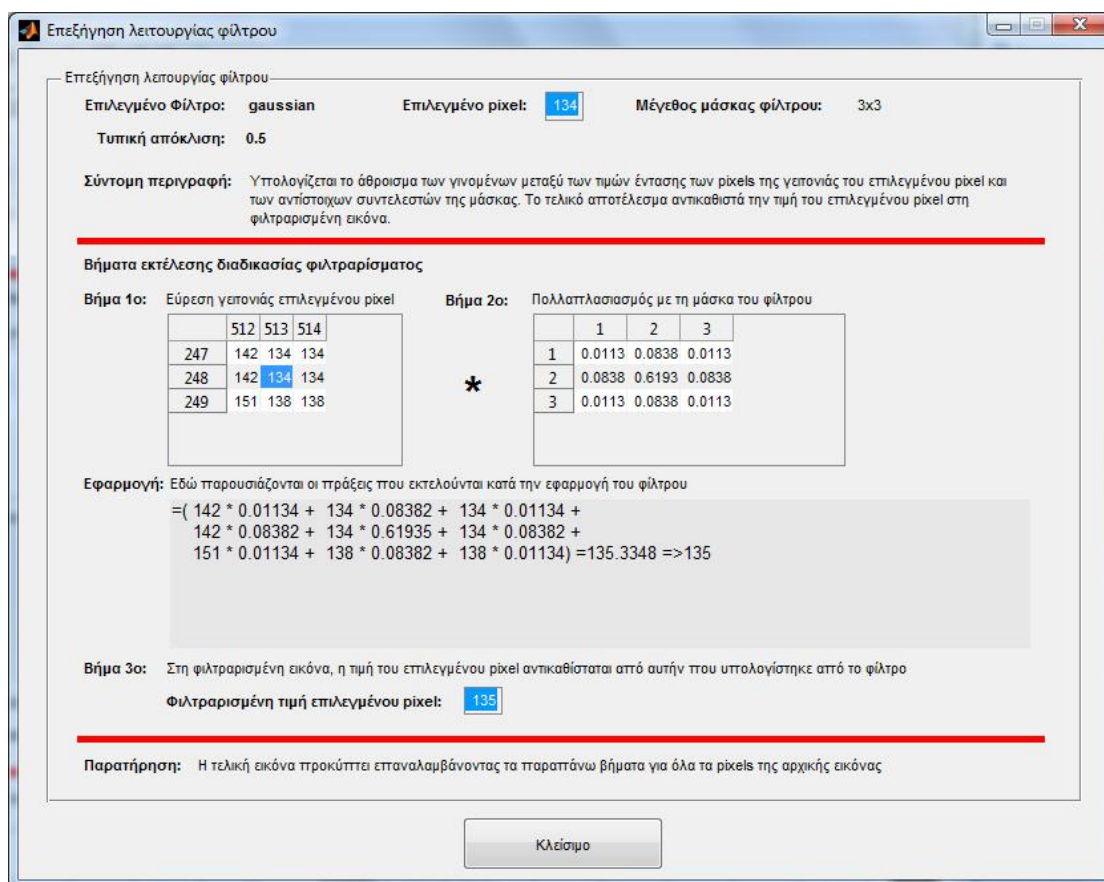 Επεξήγηση λειτουργίας φίλτρου
Επεξήγηση λειτουργίας φίλτρου
Επιλεγμένο Φίλτρο: gaussian Επιλεγμένο pixel: 134 Μέγεθος μάσκας φίλτρου: 3x3
Τυπική απόκλιση: 0.5
Σύντομη περιγραφή: Υπολογίζεται το άθροισμα των γινομένων μεταξύ των τιμών έντασης των pixels της γειτονιάς του επιλεγμένου pixel και
των αντίστοιχων συντελεστών της μάσκας. Το τελικό αποτέλεσμα αντικαθιστά την τιμή του επιλεγμένου pixel στη
φιλτραρισμένη εικόνα.
Βήματα εκτέλεσης διαδικασίας φιλτραρίσματος
Βήμα 1ο: Εύρεση γειτονιάς επιλεγμένου pixel Βήμα 2ο: Πολλαπλασιασμός με τη μάσκα του φίλτρου
512 513 514 1 2 3
247 142 134 134 1 0.0113 0.0838 0.0113
248 142 134 134 * 2 0.0838 0.6193 0.0838
249 151 138 138 3 0.0113 0.0838 0.0113
Εφαρμογή: Εδώ παρουσιάζονται οι πράξεις που εκτελούνται κατά την εφαρμογή του φίλτρου
=( 142 * 0.01134 + 134 * 0.08382 + 134 * 0.01134 +
142 * 0.08382 + 134 * 0.61935 + 134 * 0.08382 +
151 * 0.01134 + 138 * 0.08382 + 138 * 0.01134) =135.3348 =>135
Βήμα 3ο: Στη φιλτραρισμένη εικόνα, η τιμή του επιλεγμένου pixel αντικαθίσταται από αυτήν που υπολογίστηκε από το φίλτρο
Φιλτραρισμένη τιμή επιλεγμένου pixel: 135
Παρατήρηση: Η τελική εικόνα προκύπτει επαναλαμβάνοντας τα παραπάνω βήματα για όλα τα pixels της αρχικής εικόνας
Κλείσιμο